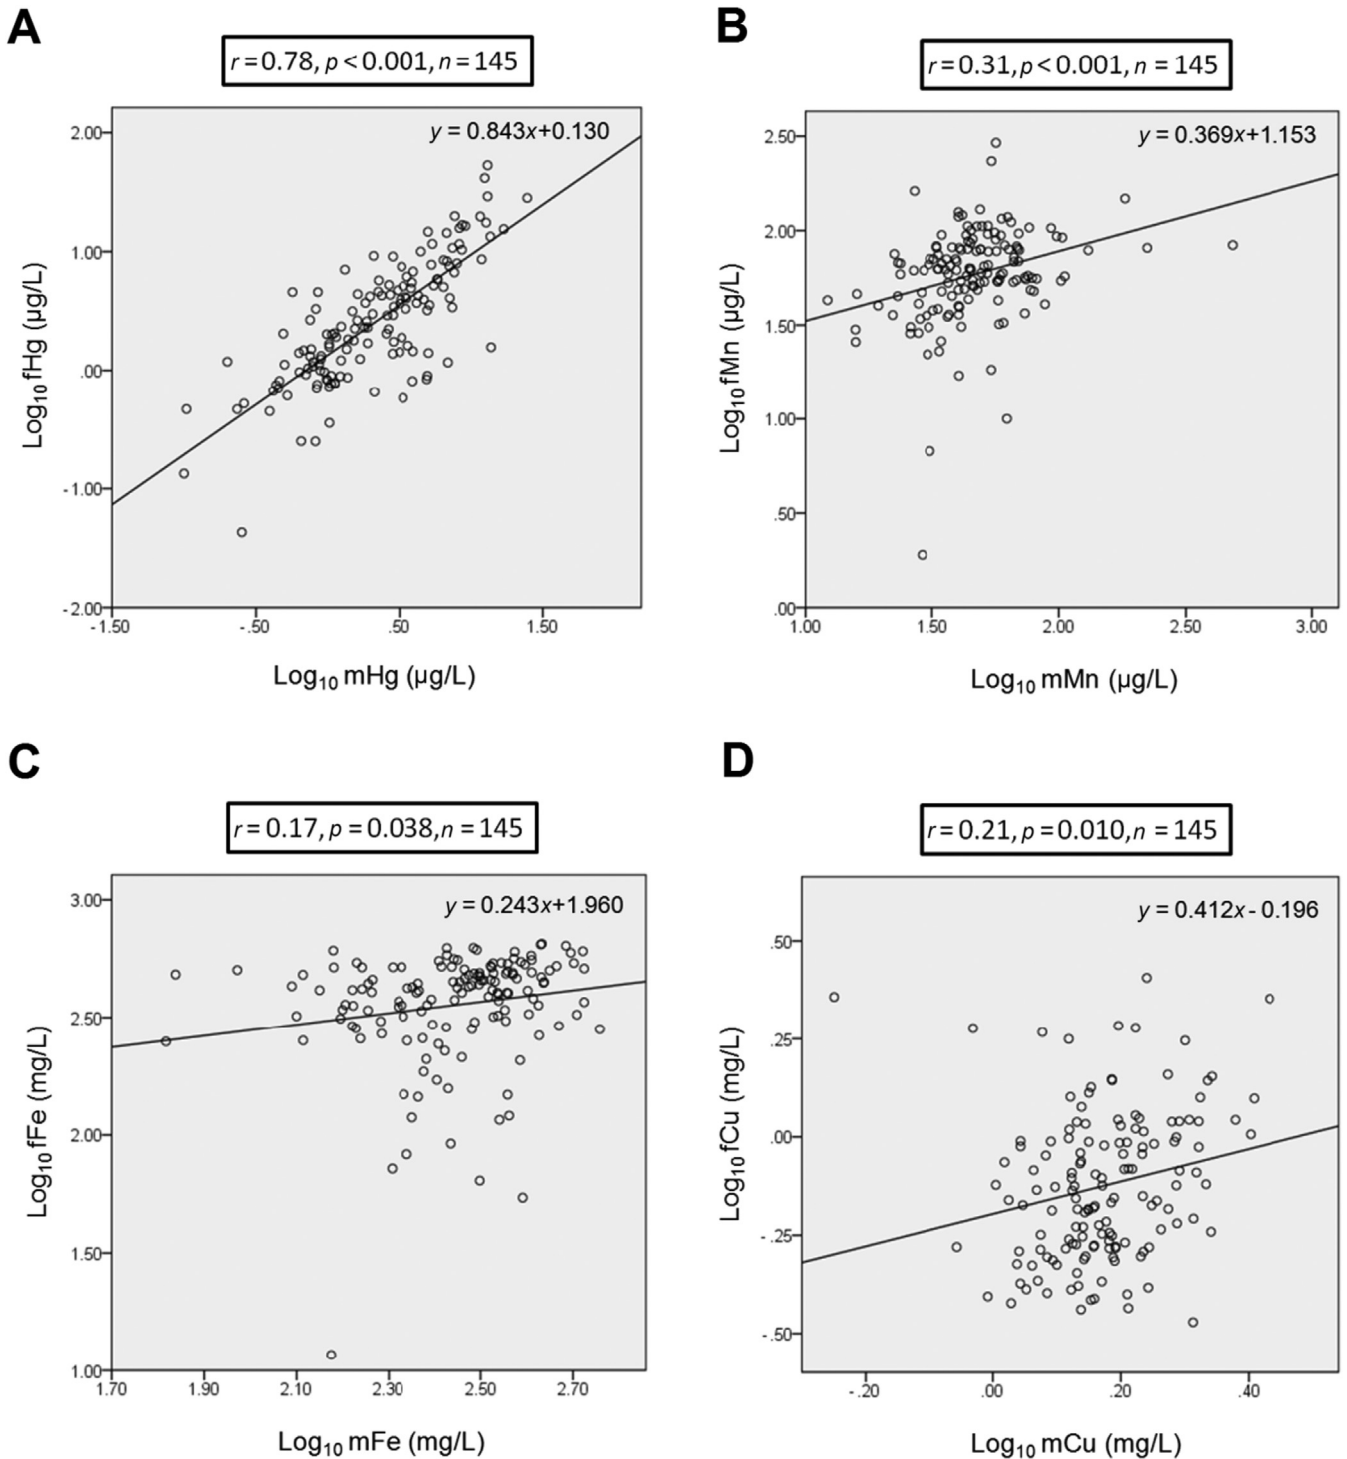 A
r = 0.78, p < 0.001, n = 145
y = 0.843x+0.130
2.00
1.00
.00
-1.00
-2.00
-1.50
-.50
.50
1.50
Log10 fHg (µg/L)
Log10 mHg (µg/L)
B
r = 0.31, p < 0.001, n = 145
y = 0.369x+1.153
2.50
2.00
1.50
1.00
.50
.00
1.00
1.50
2.00
2.50
3.00
Log10 fMn (µg/L)
Log10 mMn (µg/L)
C
r = 0.17, p = 0.038, n = 145
y = 0.243x+1.960
3.00
2.50
2.00
1.50
1.00
1.70
1.90
2.10
2.30
2.50
2.70
Log10 fFe (mg/L)
Log10 mFe (mg/L)
D
r = 0.21, p = 0.010, n = 145
y = 0.412x - 0.196
.50
.25
.00
-.25
-.50
-.20
.00
.20
.40
Log10 fCu (mg/L)
Log10 mCu (mg/L)